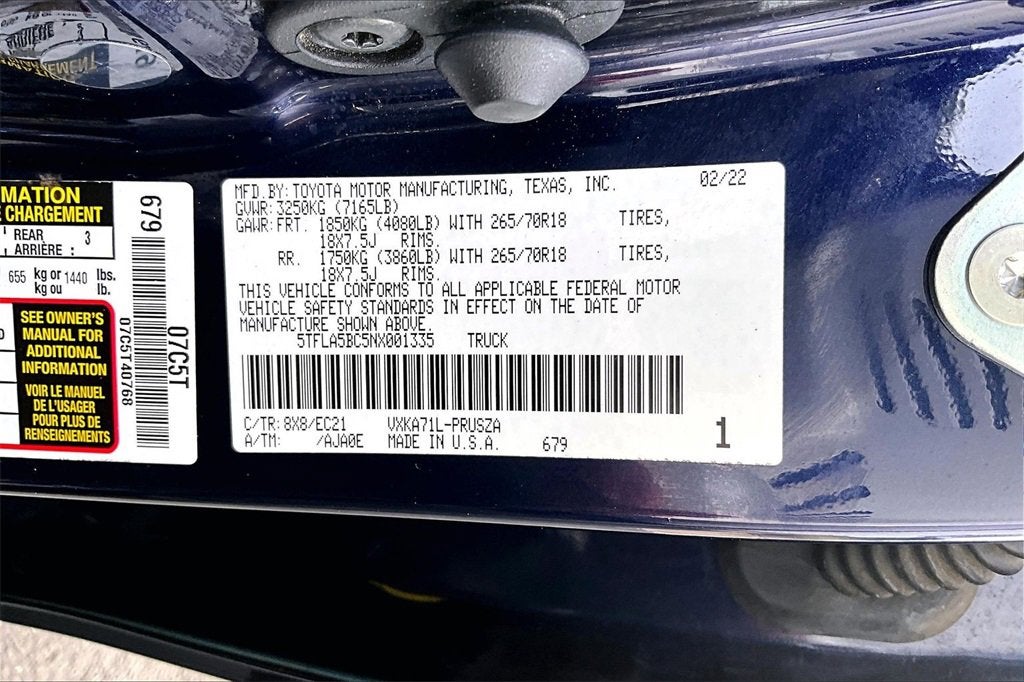 MATION
E CHARGEMENT
REAR 3
ARRIÈRE :
655 kg or 1440 lbs.
kg ou lb.
SEE OWNER'S
MANUAL FOR
ADDITIONAL
INFORMATION
VOIR LE MANUEL
DE L'USAGER
POUR PLUS DE
RENSEIGNEMENTS
679
07C5T40768
07C5T
MFD.BY:TOYOTA MOTOR MANUFACTURING, TEXAS, INC. 02/22
GVWR:3250KG (7165LB)
GAWR:FRT. 1850KG (4080LB) WITH 265/70R18 TIRES,
18X7.5J RIMS.
RR. 1750KG (3860LB) WITH 265/70R18 TIRES,
18X7.5J RIMS.
THIS VEHICLE CONFORMS TO ALL APPLICABLE FEDERAL MOTOR
VEHICLE SAFETY STANDARDS IN EFFECT ON THE DATE OF
MANUFACTURE SHOWN ABOVE.
5TFLA5BC5NX001335 TRUCK
C/TR:8X8/EC21 VXKA71L-PRUSZA
A/TM: /AJA0E MADE IN U.S.A. 679
1